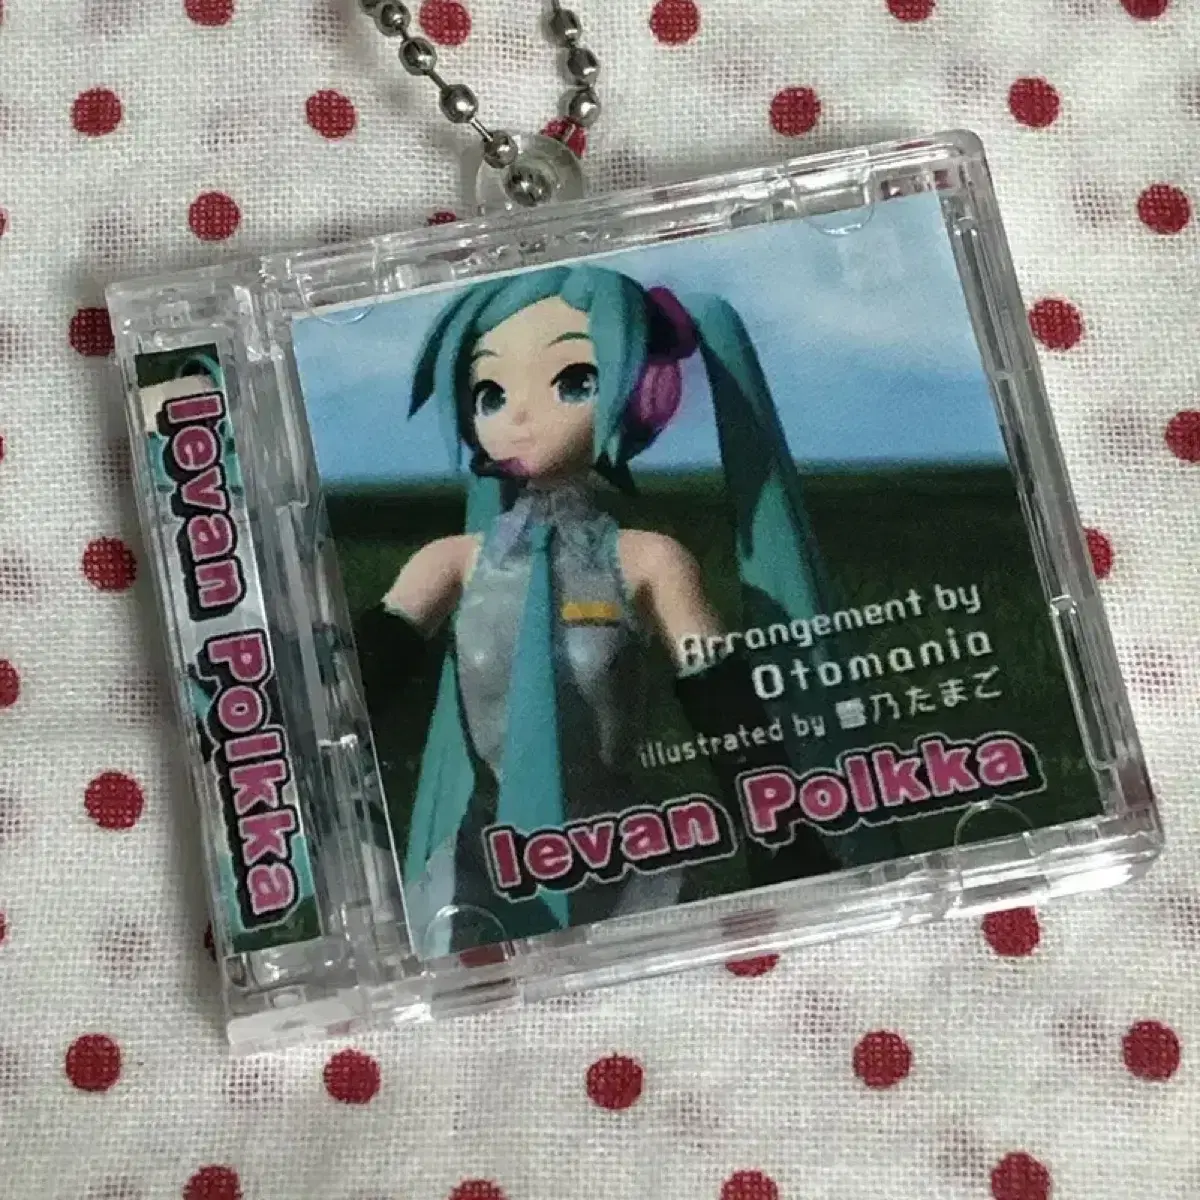 Ievan Polkka
Arrangement by
Otomania
illustrated by 雪乃たまご
Ievan Polkka